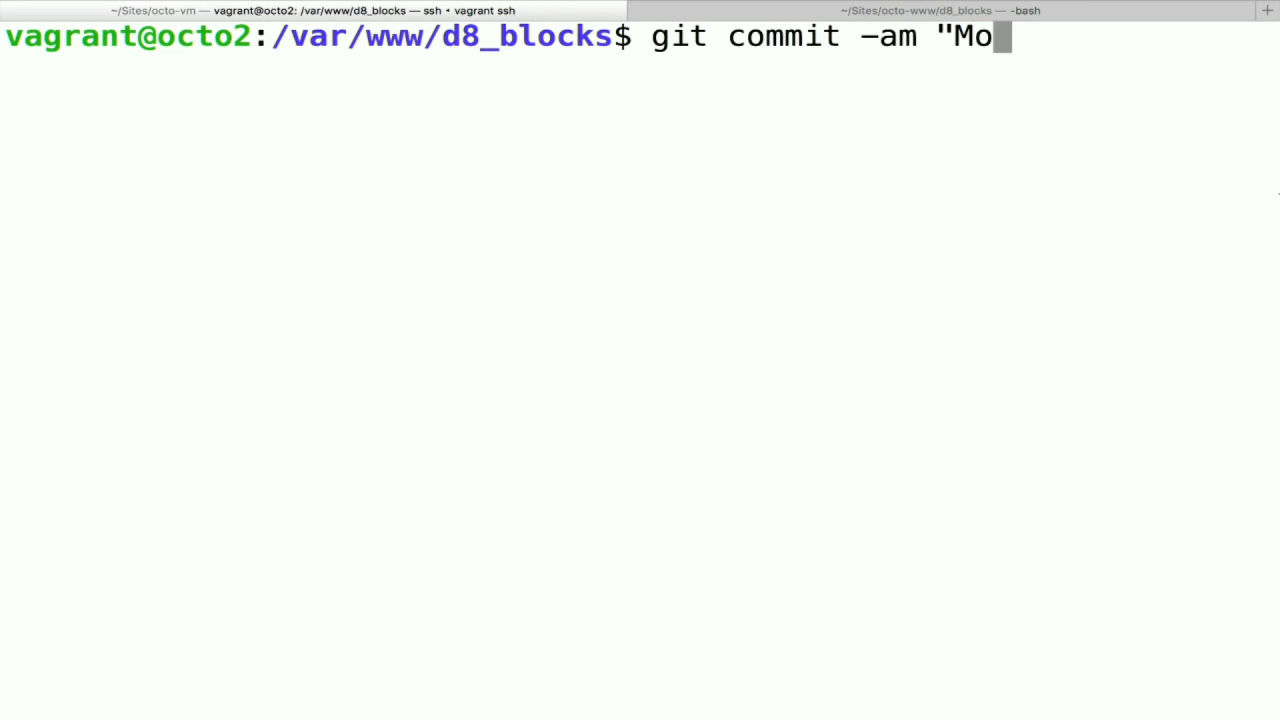 ~/Sites/octo-vm — vagrant@octo2: /var/www/d8_blocks — ssh • vagrant ssh
~/Sites/octo-www/d8_blocks — -bash
+
vagrant@octo2:/var/www/d8_blocks$ git commit -am "Mo